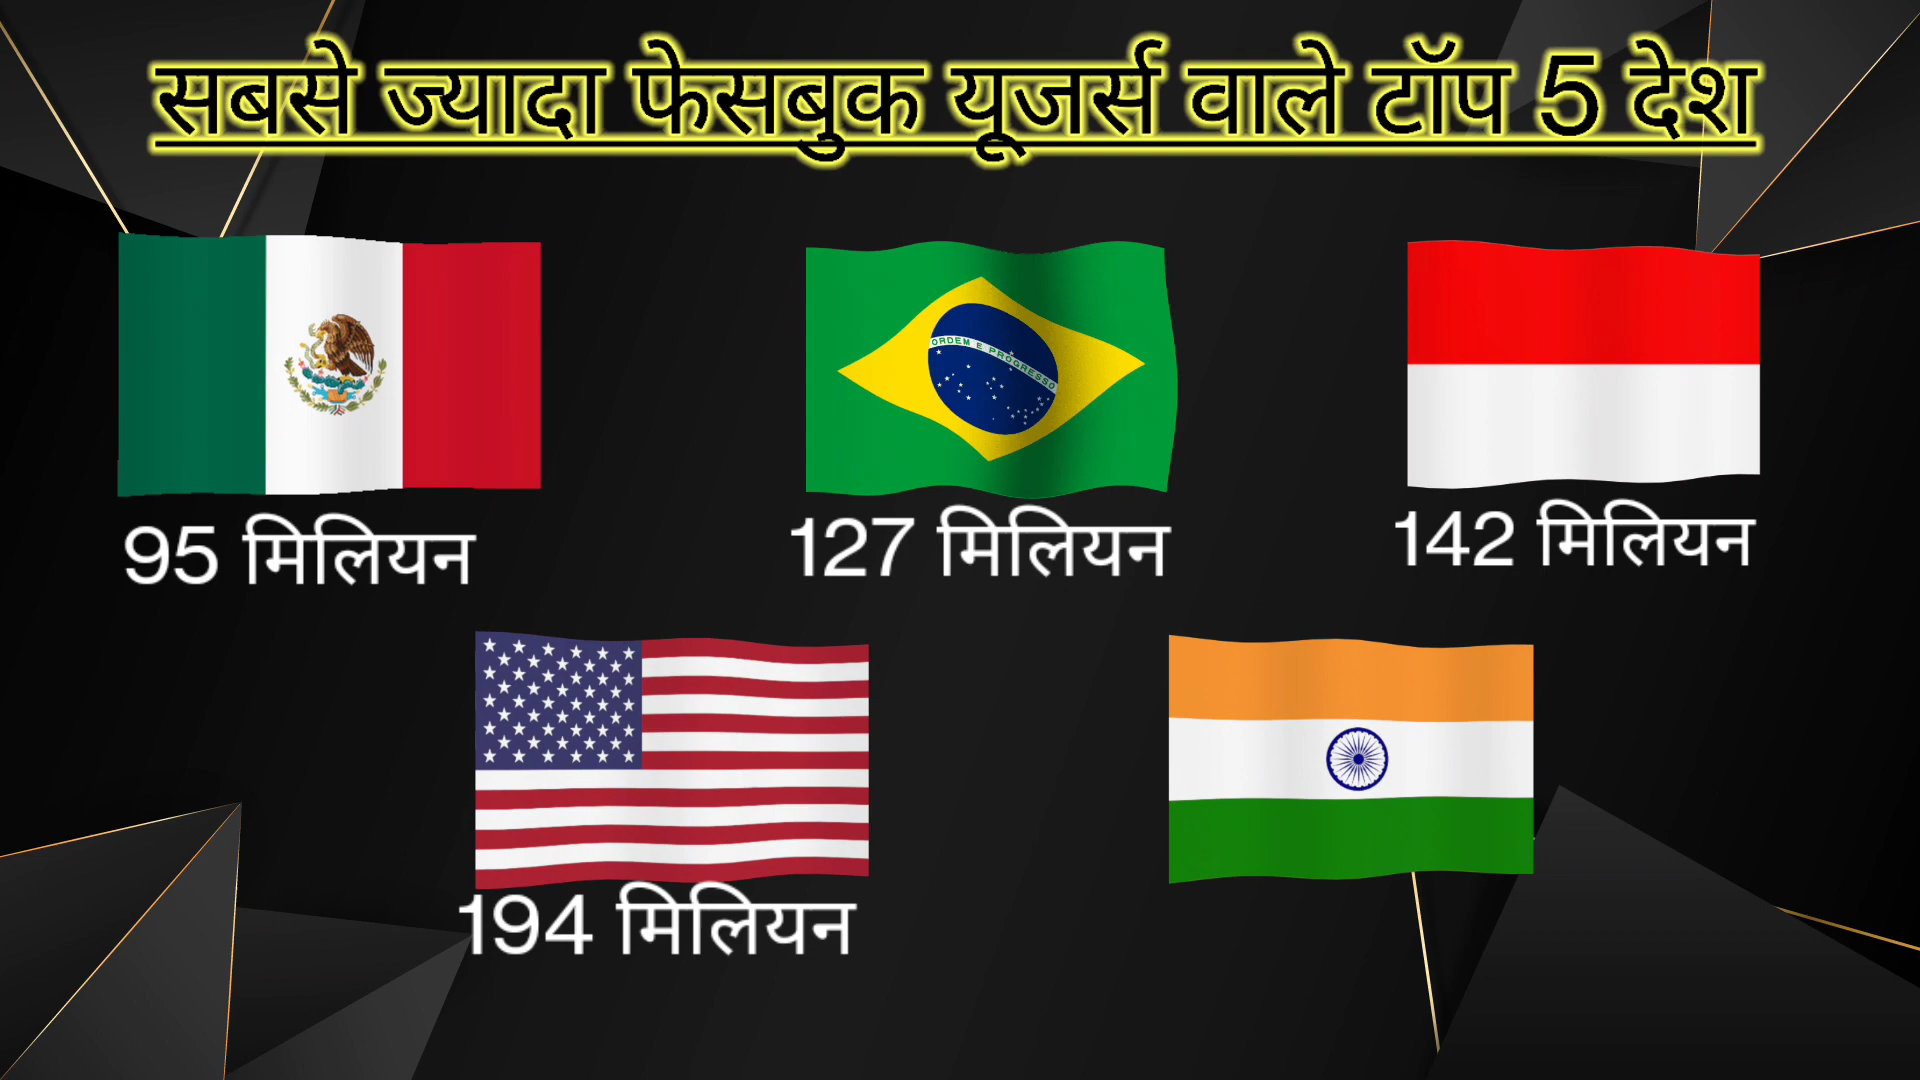 सबसे ज्यादा फेसबुक यूजर्स वाले टॉप 5 देश
ORDEM E PROGRESSO
95 मिलियन
127 मिलियन
142 मिलियन
194 मिलियन